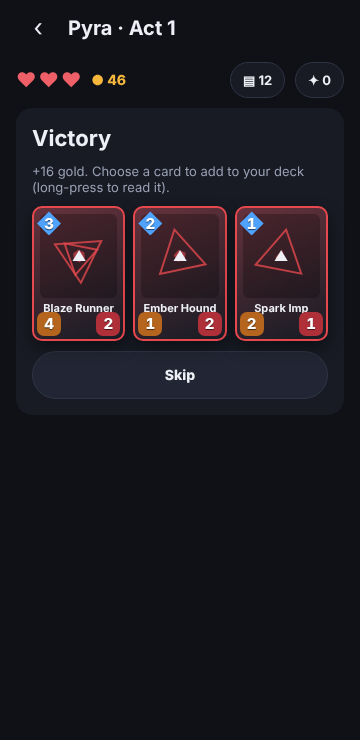 ‹ Pyra · Act 1
46
12
0
Victory
+16 gold. Choose a card to add to your deck
(long-press to read it).
3 2 1
Blaze Runner Ember Hound Spark Imp
4 2 1 2 2 1
Skip